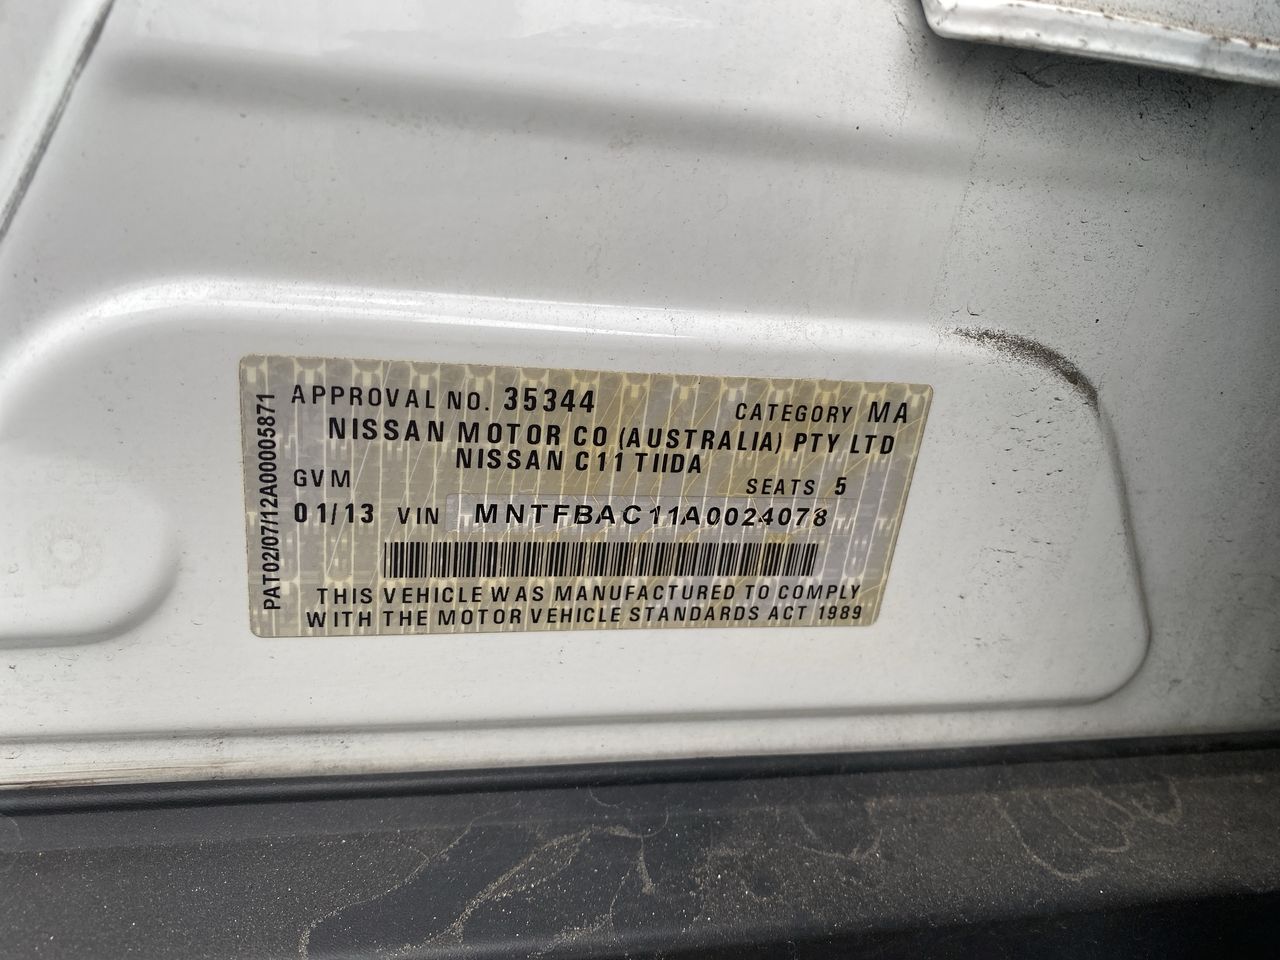 APPROVAL NO. 35344 CATEGORY MA
NISSAN MOTOR CO (AUSTRALIA) PTY LTD
NISSAN C11 TIIDA
GVM SEATS 5
01/13 VIN MNTFBAC11A0024078
THIS VEHICLE WAS MANUFACTURED TO COMPLY
WITH THE MOTOR VEHICLE STANDARDS ACT 1989
PAT02/07/12A00005871